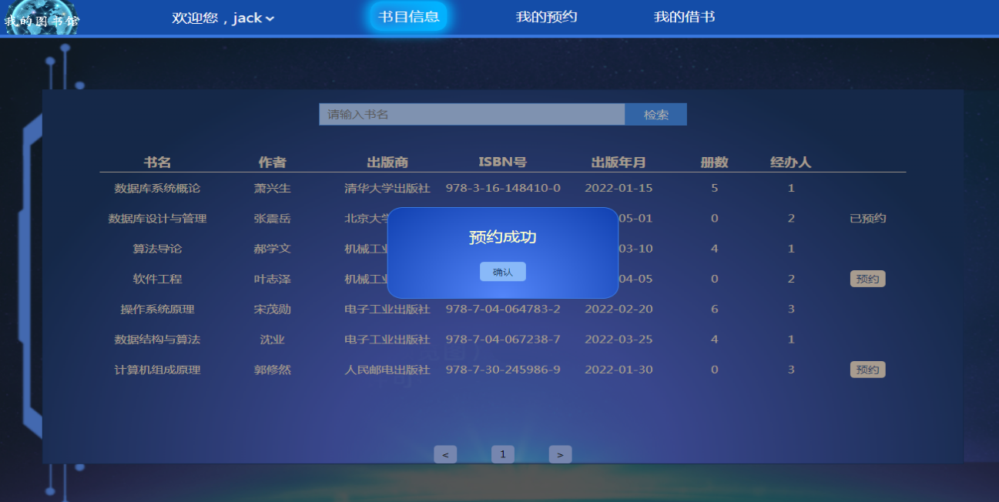 我的图书馆 欢迎您，jack 书目信息 我的预约 我的借书
请输入书名 检索
书名 作者 出版商 ISBN号 出版年月 册数 经办人
数据库系统概论 萧兴生 清华大学出版社 978-3-16-148410-0 2022-01-15 5 1
数据库设计与管理 张震岳 北京大学 05-01 0 2 已预约
预约成功
算法导论 郝学文 机械工业 03-10 4 1
确认
软件工程 叶志泽 机械工业 04-05 0 2 预约
操作系统原理 宋茂勋 电子工业出版社 978-7-04-064783-2 2022-02-20 6 3
数据结构与算法 沈业 电子工业出版社 978-7-04-067238-7 2022-03-25 4 1
计算机组成原理 郭修然 人民邮电出版社 978-7-30-245986-9 2022-01-30 0 3 预约
< 1 >